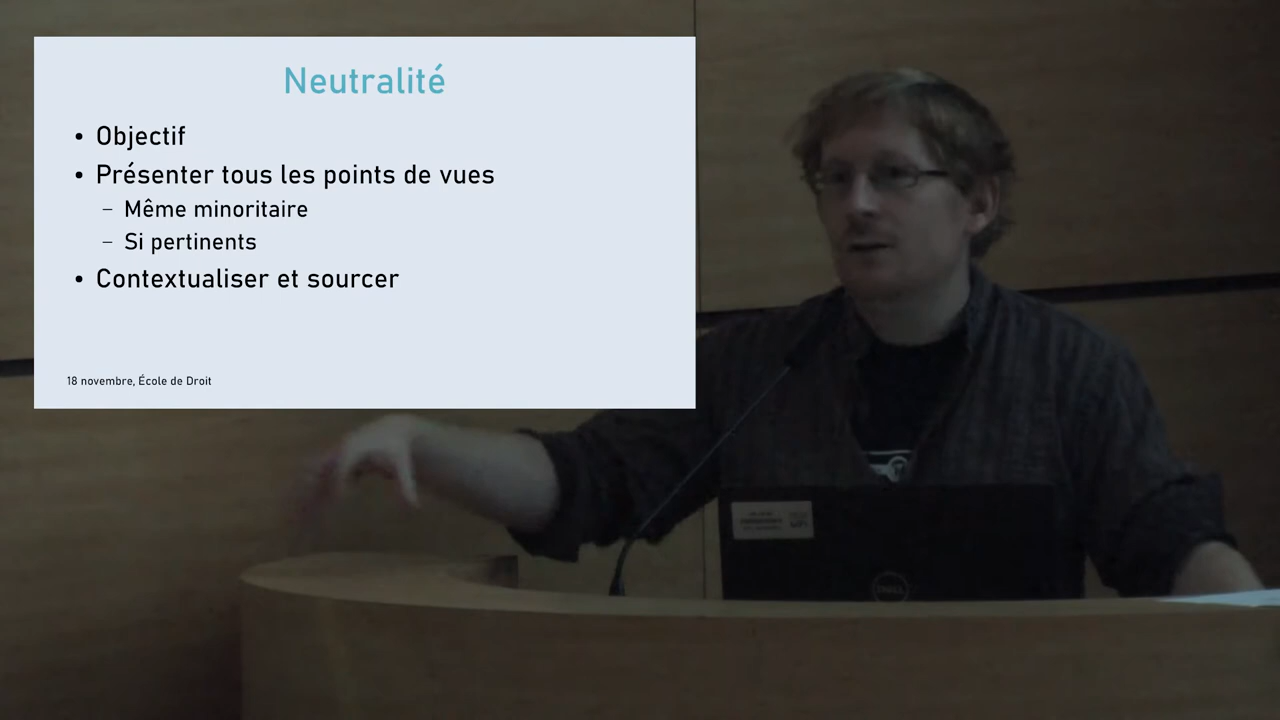 Neutralité
• Objectif
• Présenter tous les points de vues
– Même minoritaire
– Si pertinents
• Contextualiser et sourcer
18 novembre, École de Droit
DELL